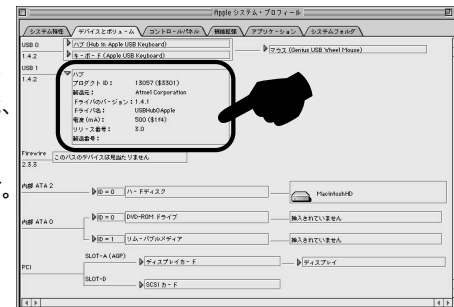 Apple システム・プロフィール
システム特性
デバイスとボリューム
コントロールパネル
機能拡張
アプリケーション
システムフォルダ
USB 0
1.4.2
ハブ (Hub in Apple USB Keyboard)
キーボード (Apple USB Keyboard)
マウス (Genius USB Wheel Mouse)
USB 1
1.4.2
ハブ
プロダクト ID： 13057 ($3301)
製造元： Atmel Corporation
ドライバのバージョン：1.4.1
ドライバ名： USBHub0Apple
電流 (mA)： 500 ($1f4)
リリース番号： 3.0
製造番号：
Firewire
2.3.3
このバスのデバイスは見当たりません
内部 ATA 2
ID = 0
ハードディスク
MacintoshHD
内部 ATA 0
ID = 0
DVD-ROM ドライブ
挿入されていません
ID = 1
リムーバブルメディア
挿入されていません
PCI
SLOT-A (AGP)
ディスプレイカード
ディスプレイ
SLOT-D
SCSI カード
、
。